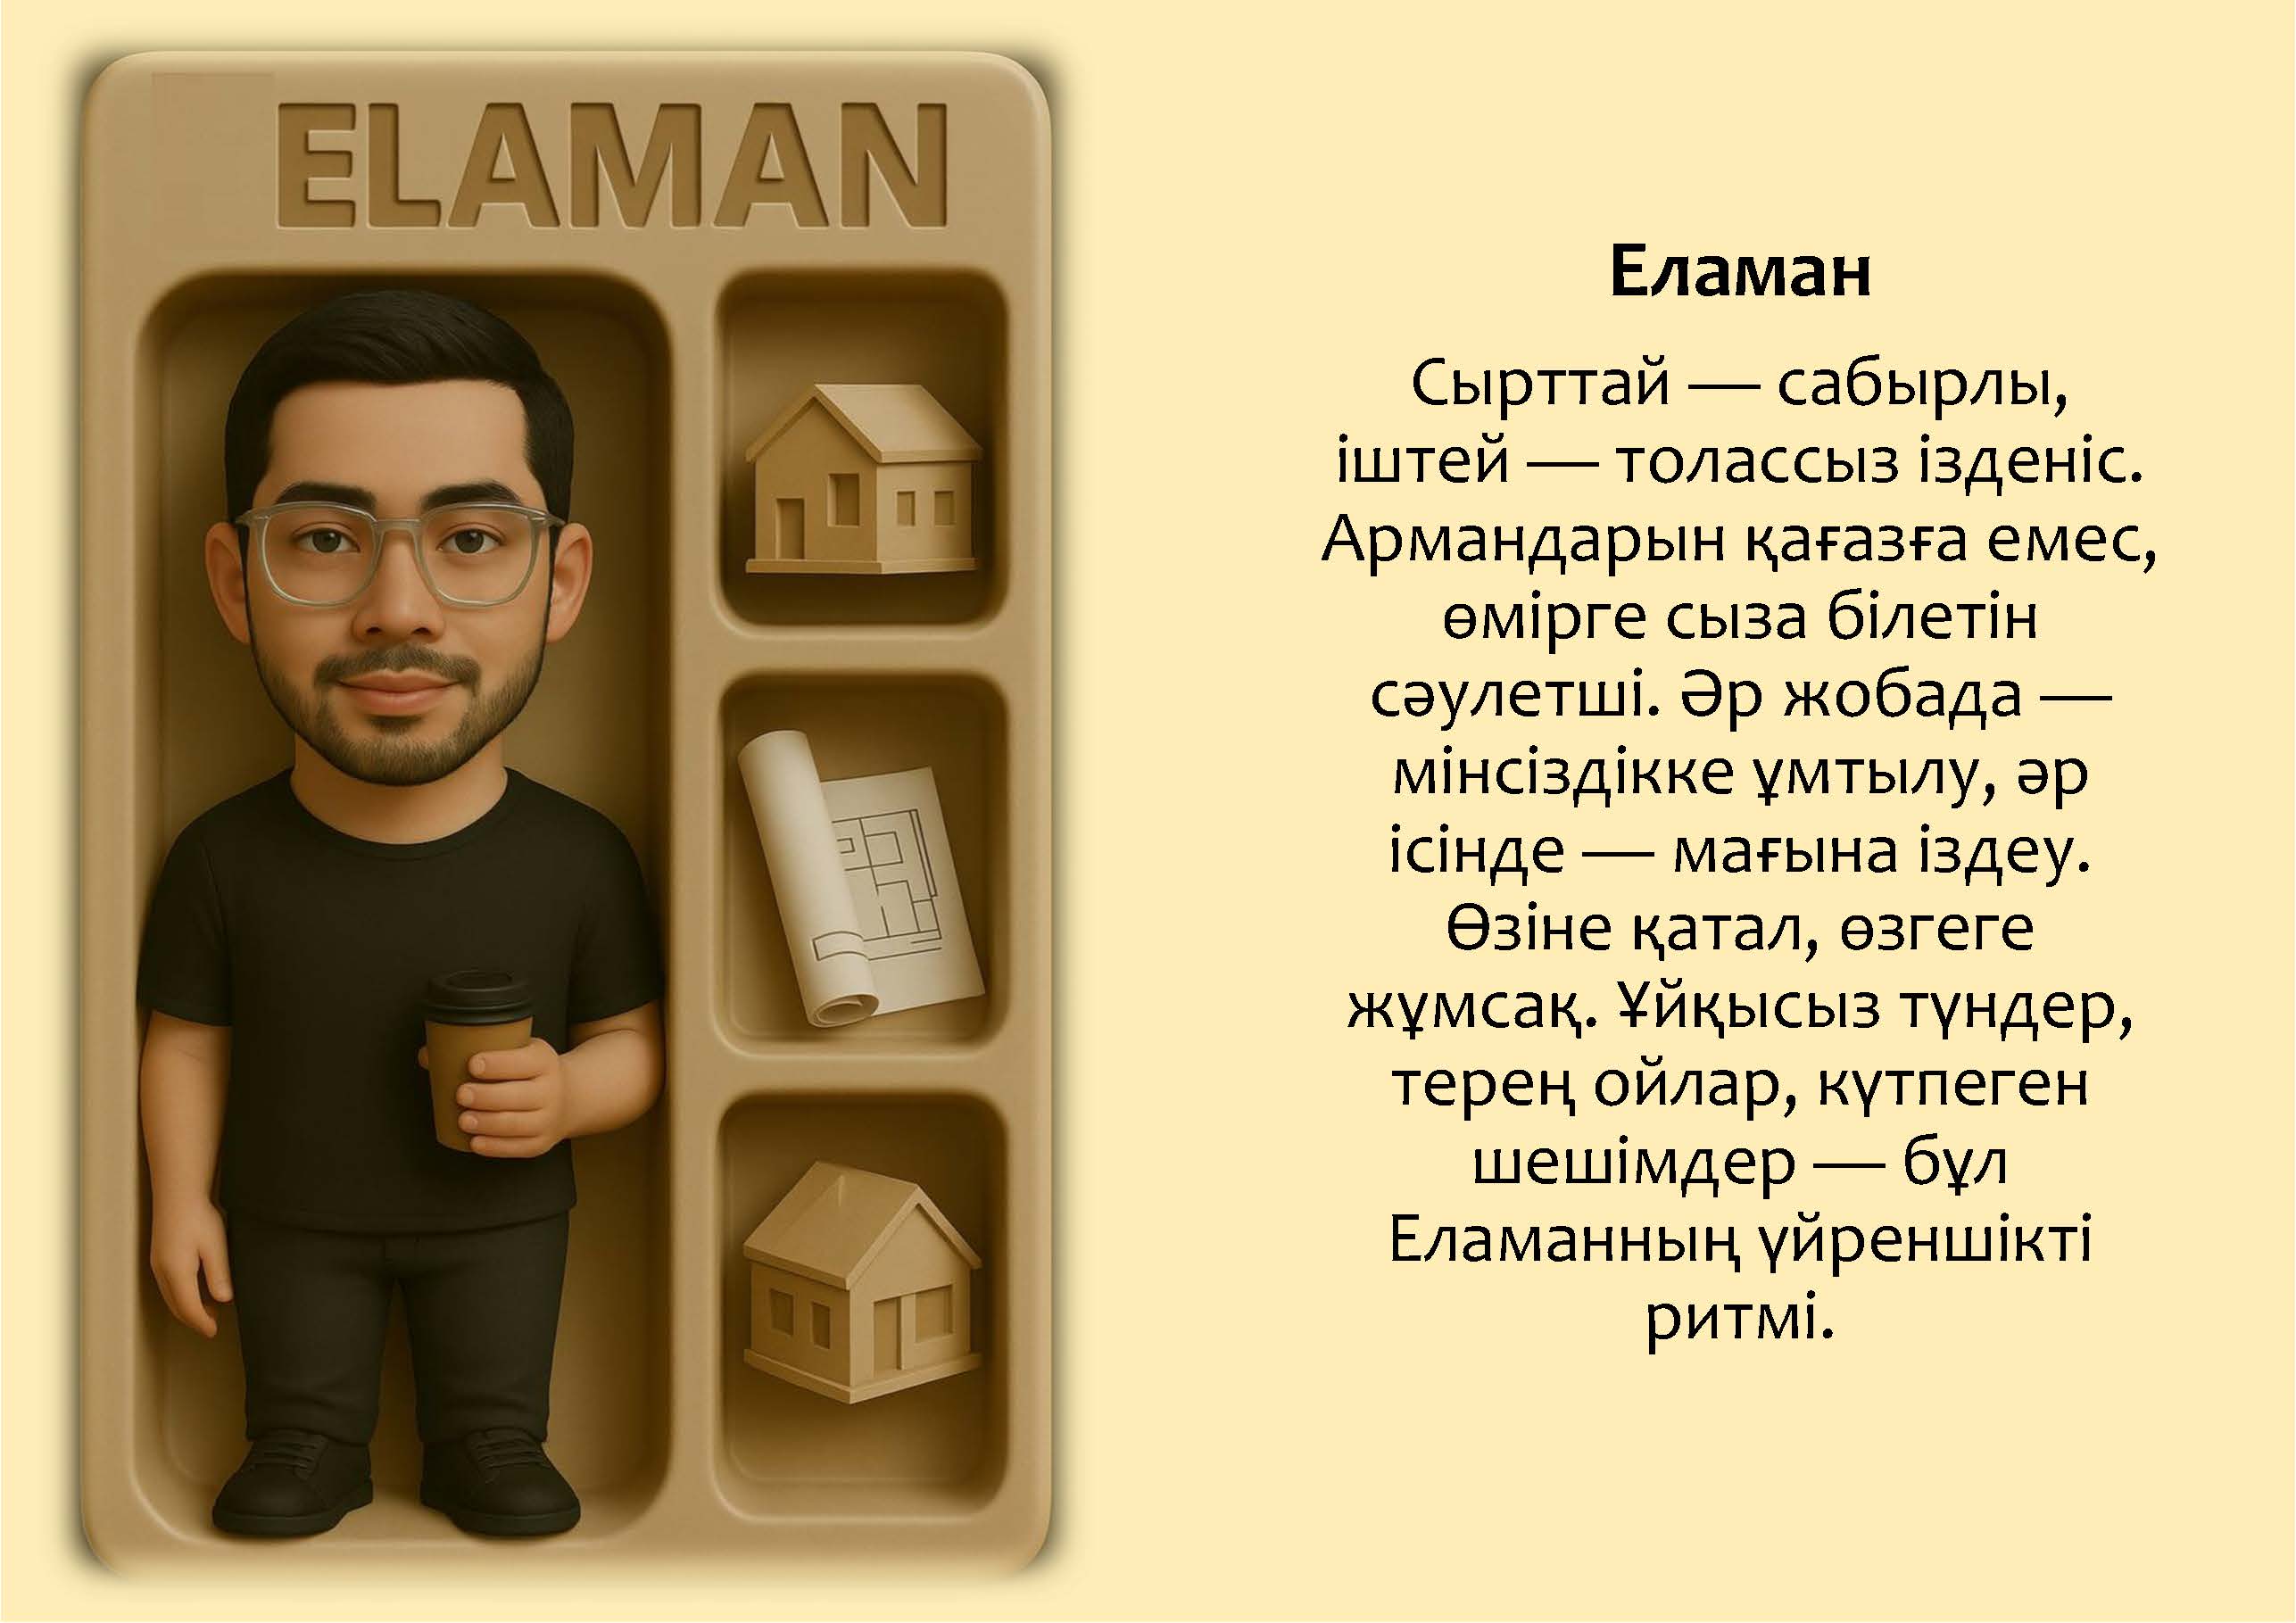 ELAMAN
Еламан
Сырттай — сабырлы,
іштей — толассыз ізденіс.
Армандарын қағазға емес,
өмірге сыза білетін
сәулетші. Әр жобада —
мінсіздікке ұмтылу, әр
ісінде — мағына іздеу.
Өзіне қатал, өзгеге
жұмсақ. Ұйқысыз түндер,
терең ойлар, күтпеген
шешімдер — бұл
Еламанның үйреншікті
ритмі.